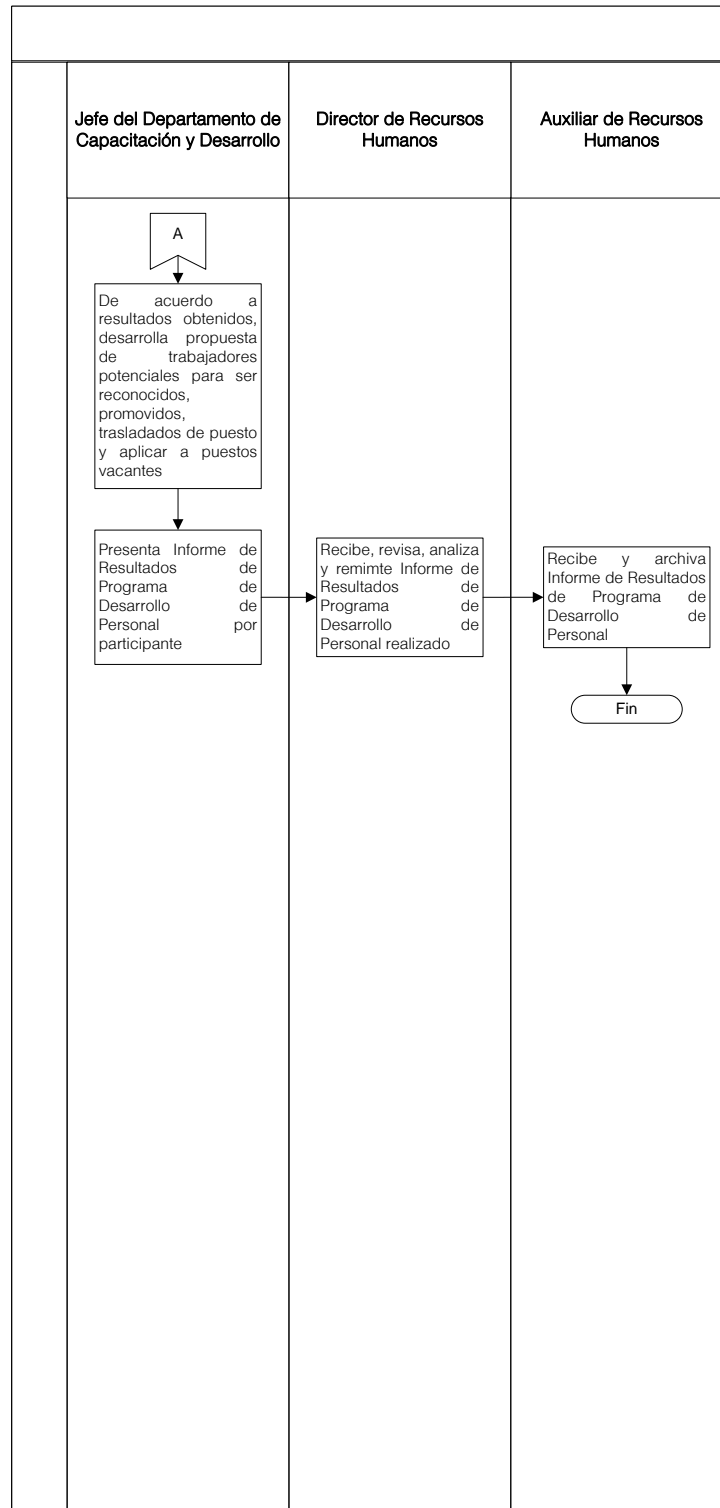 Jefe del Departamento de
Capacitación y Desarrollo
Director de Recursos
Humanos
Auxiliar de Recursos
Humanos
A
De acuerdo a
resultados obtenidos,
desarrolla propuesta
de trabajadores
potenciales para ser
reconocidos,
promovidos,
trasladados de puesto
y aplicar a puestos
vacantes
Presenta Informe de
Resultados de
Programa de
Desarrollo de
Personal por
participante
Recibe, revisa, analiza
y remimte Informe de
Resultados de
Programa de
Desarrollo de
Personal realizado
Recibe y archiva
Informe de Resultados
de Programa de
Desarrollo de
Personal
Fin